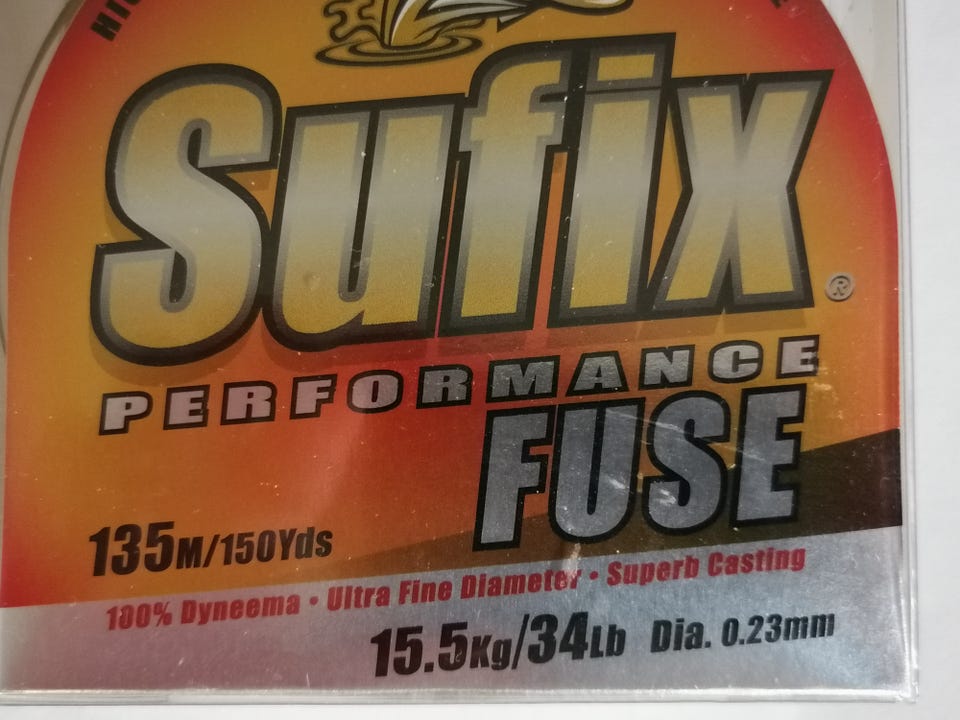 Sufix®
PERFORMANCE
FUSE
135M/150Yds
100% Dyneema • Ultra Fine Diameter • Superb Casting
15.5Kg/34Lb Dia. 0.23mm